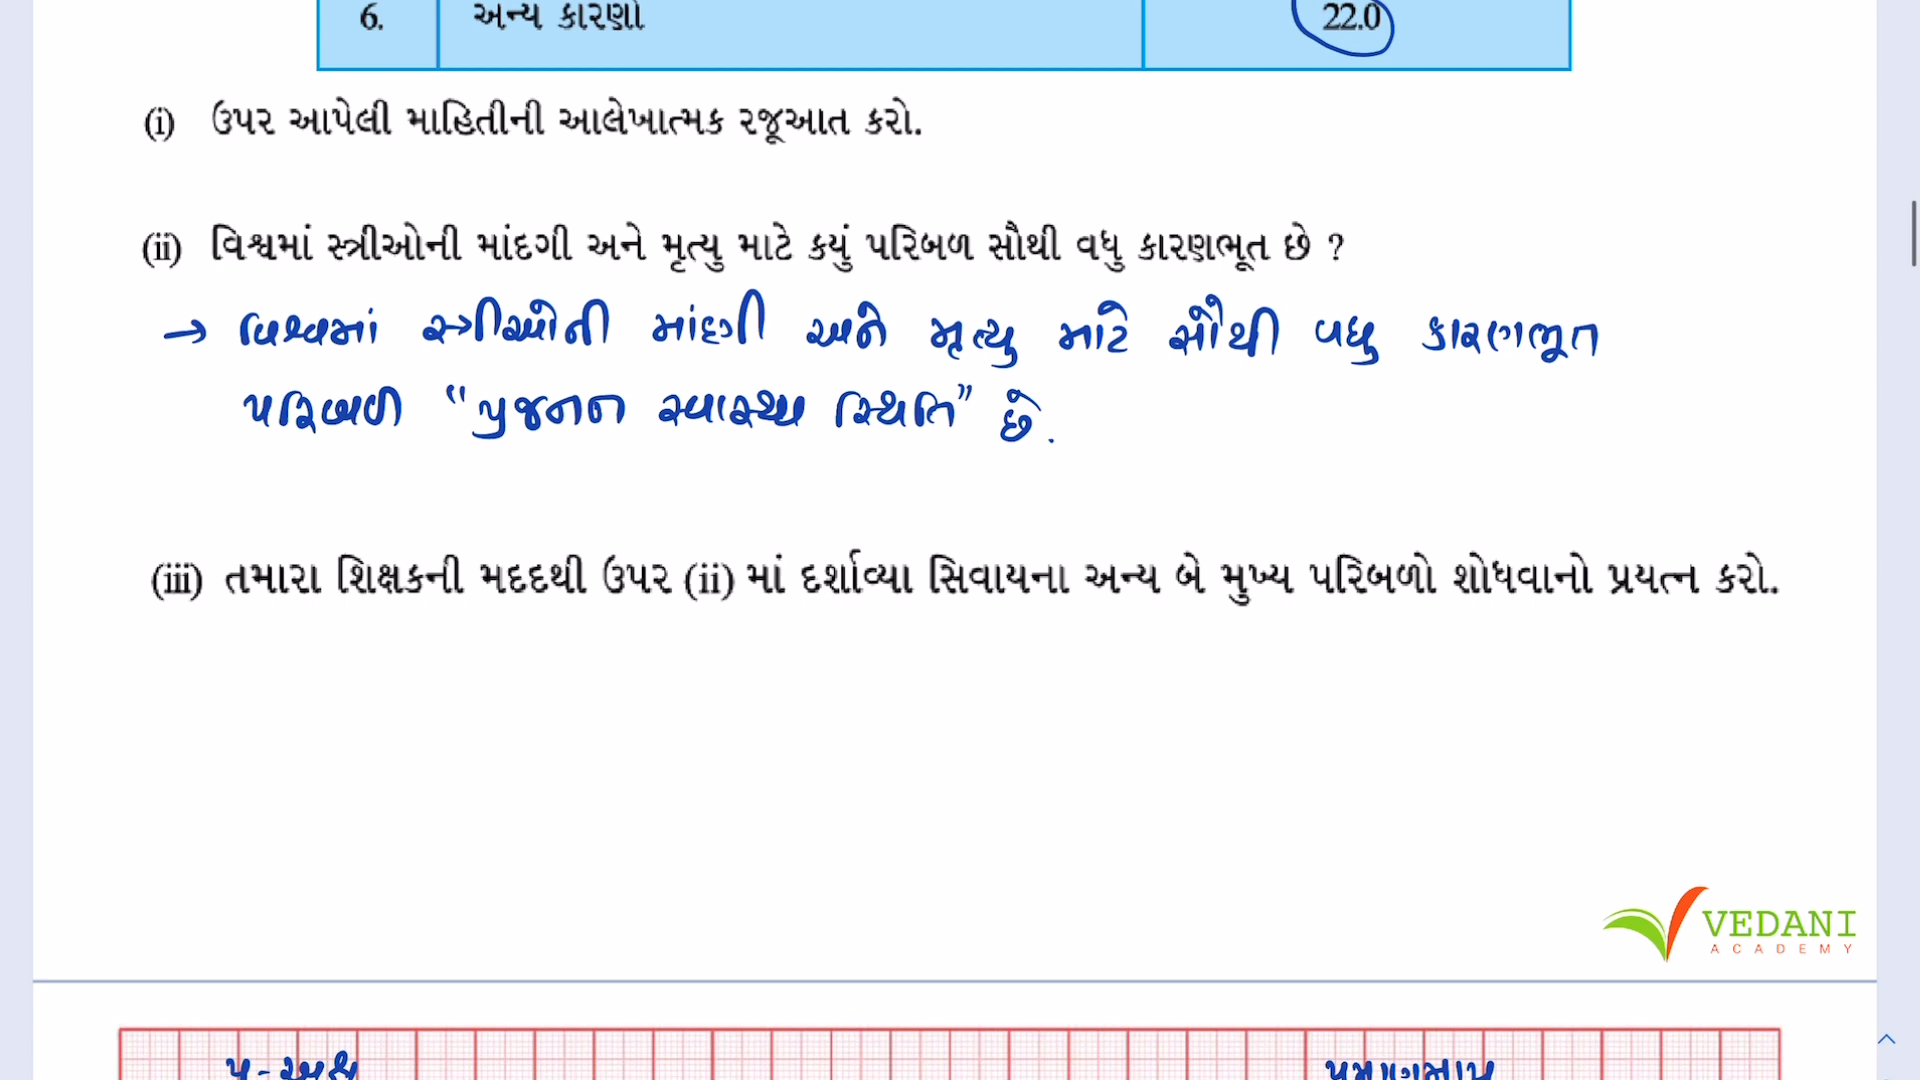 6. અન્ય કારણો 22.0
(i) ઉપર આપેલી માહિતીની આલેખાત્મક રજૂઆત કરો.
(ii) વિશ્વમાં સ્ત્રીઓની માંદગી અને મૃત્યુ માટે કયું પરિબળ સૌથી વધુ કારણભૂત છે ?
→ વિશ્વમાં સ્ત્રીઓની માંદગી અને મૃત્યુ માટે સૌથી વધુ કારણભૂત
પરિબળ “પ્રજનન સ્વાસ્થ્ય સ્થિતિ” છે.
(iii) તમારા શિક્ષકની મદદથી ઉપર (ii) માં દર્શાવ્યા સિવાયના અન્ય બે મુખ્ય પરિબળો શોધવાનો પ્રયત્ન કરો.
VEDANI
ACADEMY
પ્રમાણમાપ